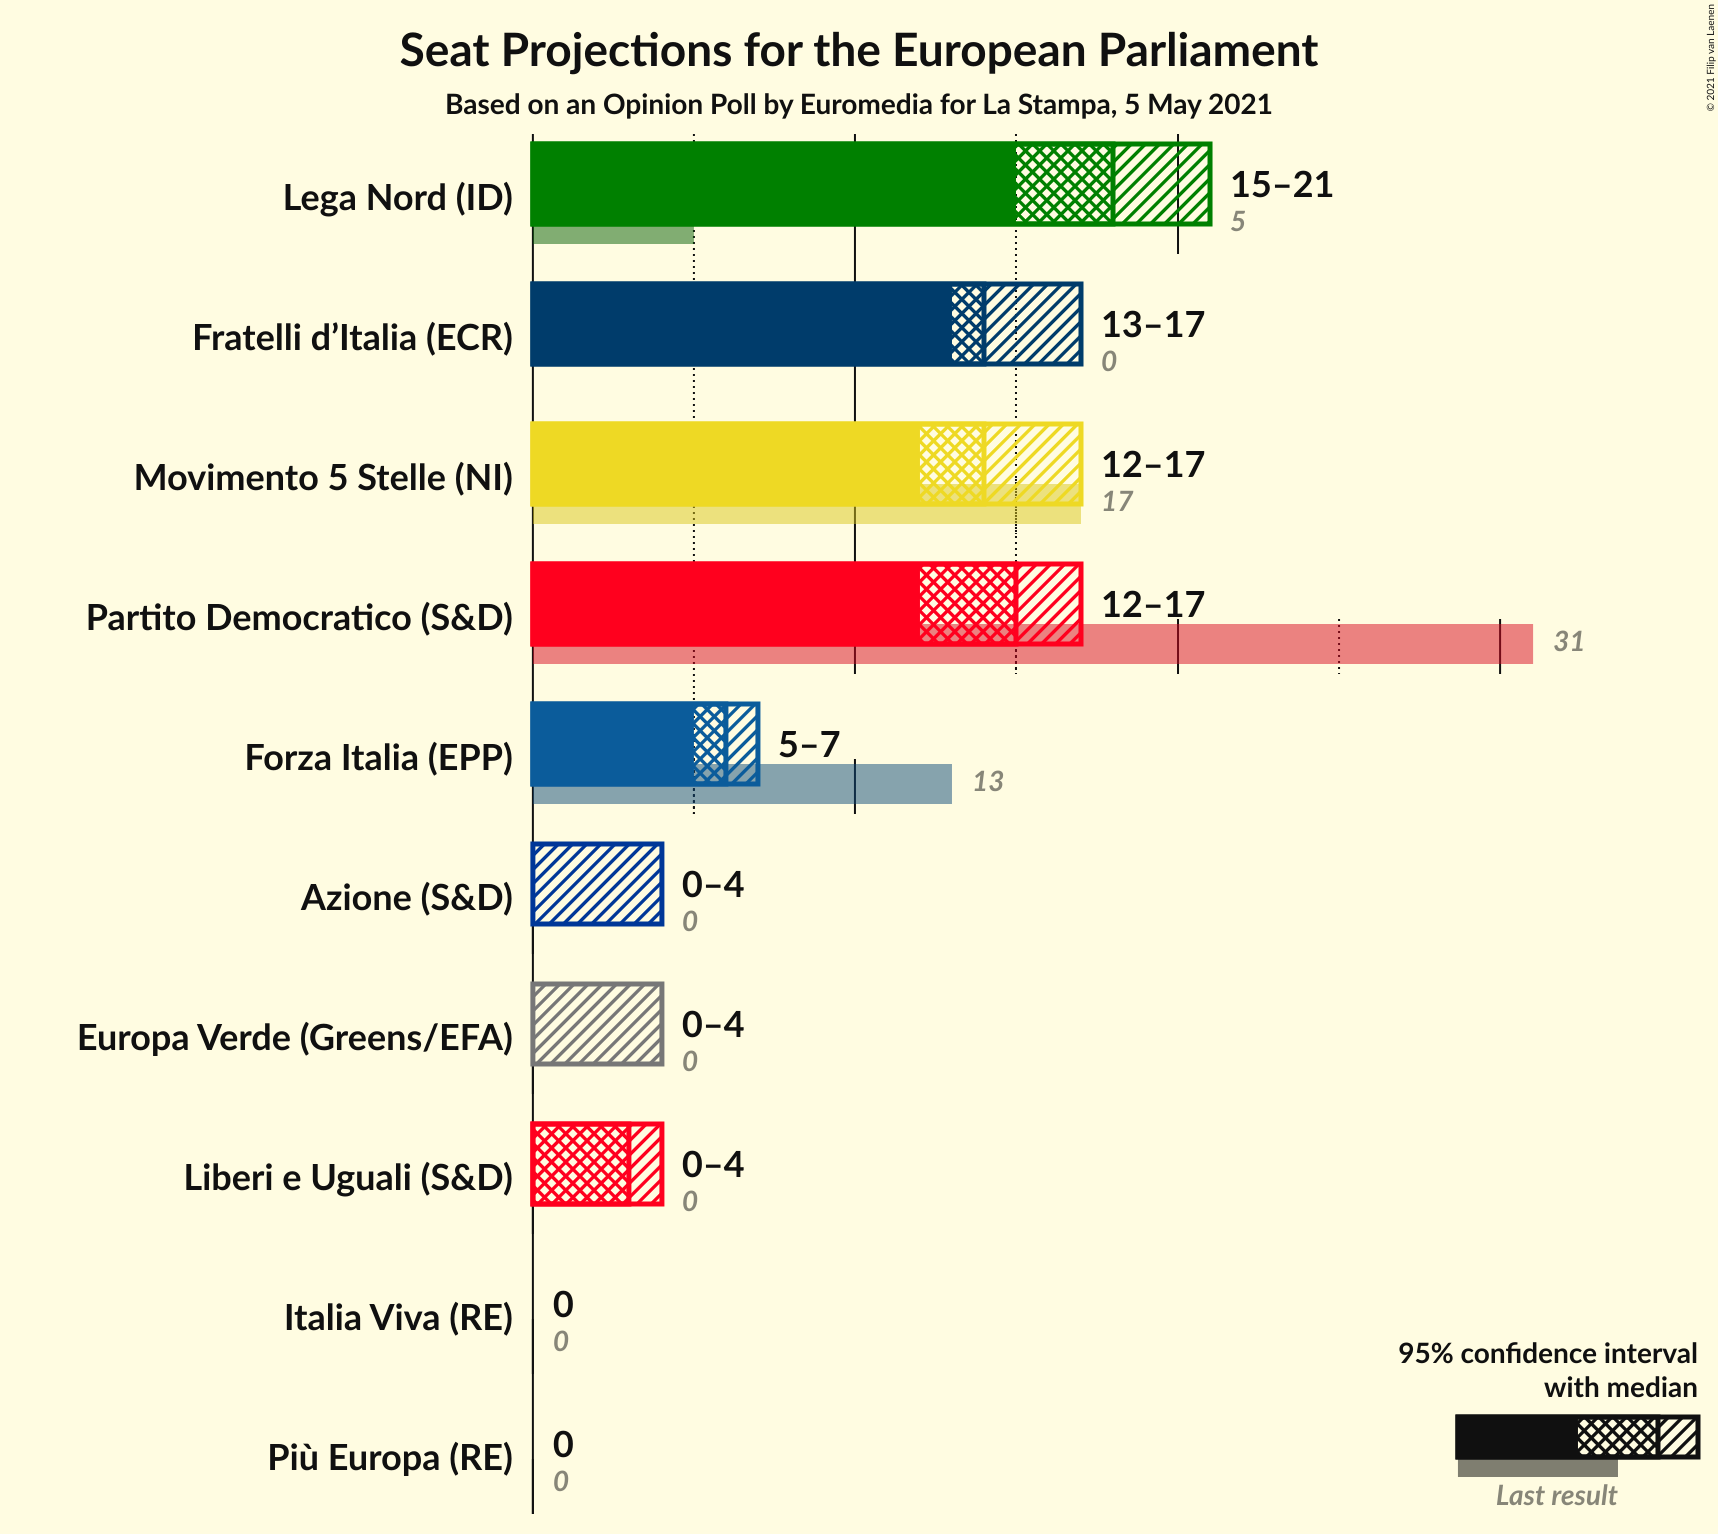 Seat Projections for the European Parliament
Based on an Opinion Poll by Euromedia for La Stampa, 5 May 2021
© 2021 Filip van Laenen
Lega Nord (ID)
15–21
5
Fratelli d’Italia (ECR)
13–17
0
Movimento 5 Stelle (NI)
12–17
17
Partito Democratico (S&D)
12–17
31
Forza Italia (EPP)
5–7
13
Azione (S&D)
0–4
0
Europa Verde (Greens/EFA)
0–4
0
Liberi e Uguali (S&D)
0–4
0
Italia Viva (RE)
0
0
Più Europa (RE)
0
0
95% confidence interval
with median
Last result